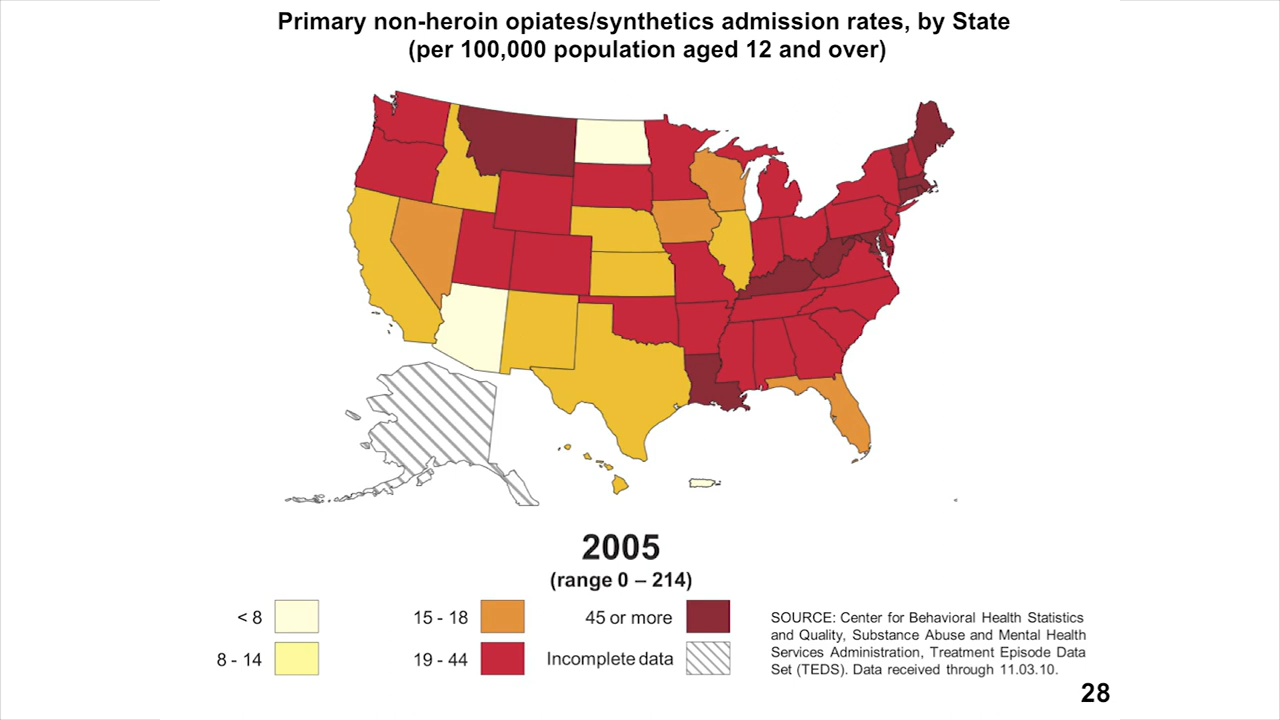 Primary non-heroin opiates/synthetics admission rates, by State
(per 100,000 population aged 12 and over)
2005
(range 0 – 214)
< 8
15 - 18
45 or more
8 - 14
19 - 44
Incomplete data
SOURCE: Center for Behavioral Health Statistics
and Quality, Substance Abuse and Mental Health
Services Administration, Treatment Episode Data
Set (TEDS). Data received through 11.03.10.
28